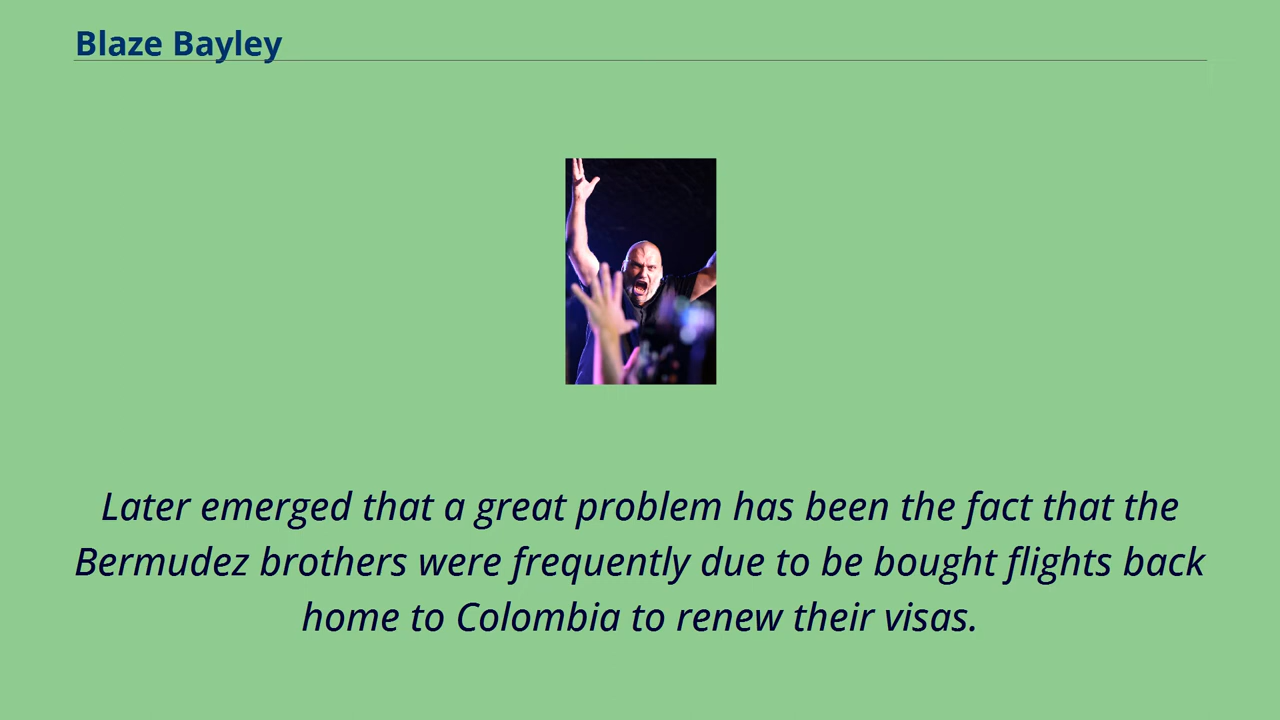 Blaze Bayley
Later emerged that a great problem has been the fact that the
Bermudez brothers were frequently due to be bought flights back
home to Colombia to renew their visas.